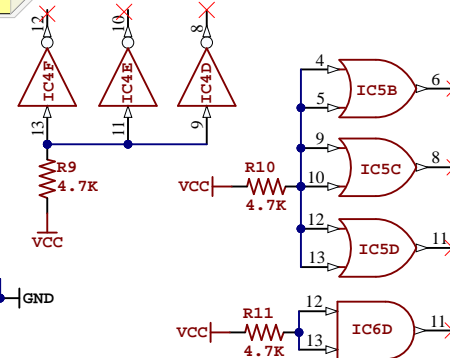 12 10 8
IC4F IC4E IC4D
13 11 9
R9
4.7K
VCC
GND
4
5
IC5B
6
9
10
IC5C
8
VCC
R10
4.7K
12
13
IC5D
11
VCC
R11
4.7K
12
13
IC6D
11